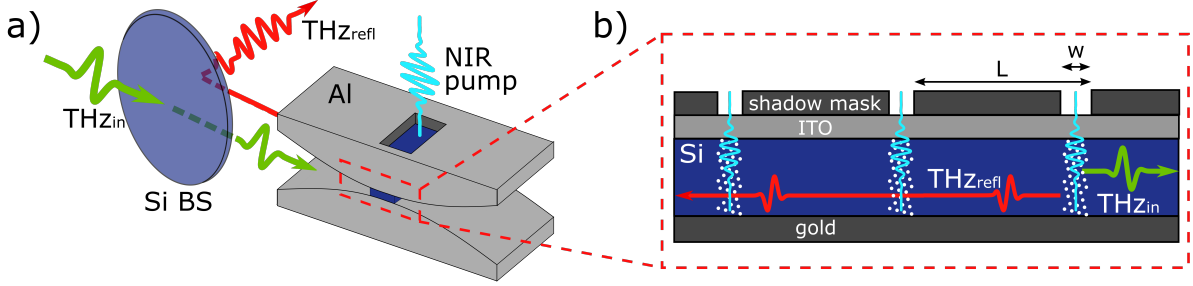 a)
THzrefl
THzin
Si BS
Al
NIR
pump
b)
L
w
shadow mask
ITO
Si
THzrefl
THzin
gold